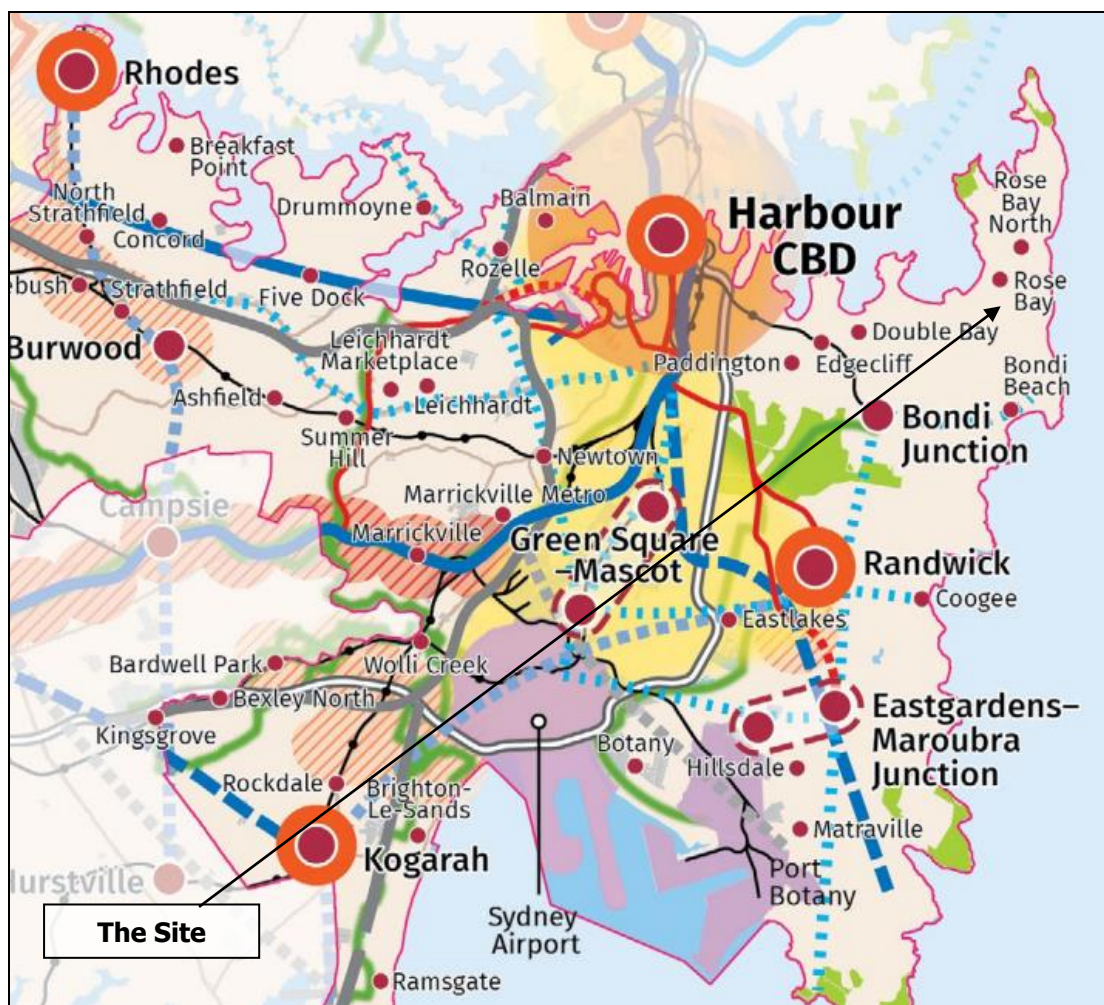 Rhodes
Breakfast
Point
North
Strathfield
Concord
Drummoyne
Balmain
Harbour
CBD
Rose
Bay
North
Rozelle
ebush
Strathfield
Five Dock
Rose
Bay
Burwood
Leichhardt
Marketplace
Double Bay
Paddington
Edgecliff
Bondi
Beach
Ashfield
Leichhardt
Bondi
Junction
Summer
Hill
Newtown
Campsie
Marrickville Metro
Marrickville
Green Square
–Mascot
Randwick
Coogee
Eastlakes
Bardwell Park
Wolli Creek
Bexley North
Kingsgrove
Eastgardens–
Maroubra
Junction
Botany
Hillsdale
Rockdale
Brighton-
Le-Sands
Matraville
Kogarah
Port
Botany
urstville
The Site
Sydney
Airport
Ramsgate